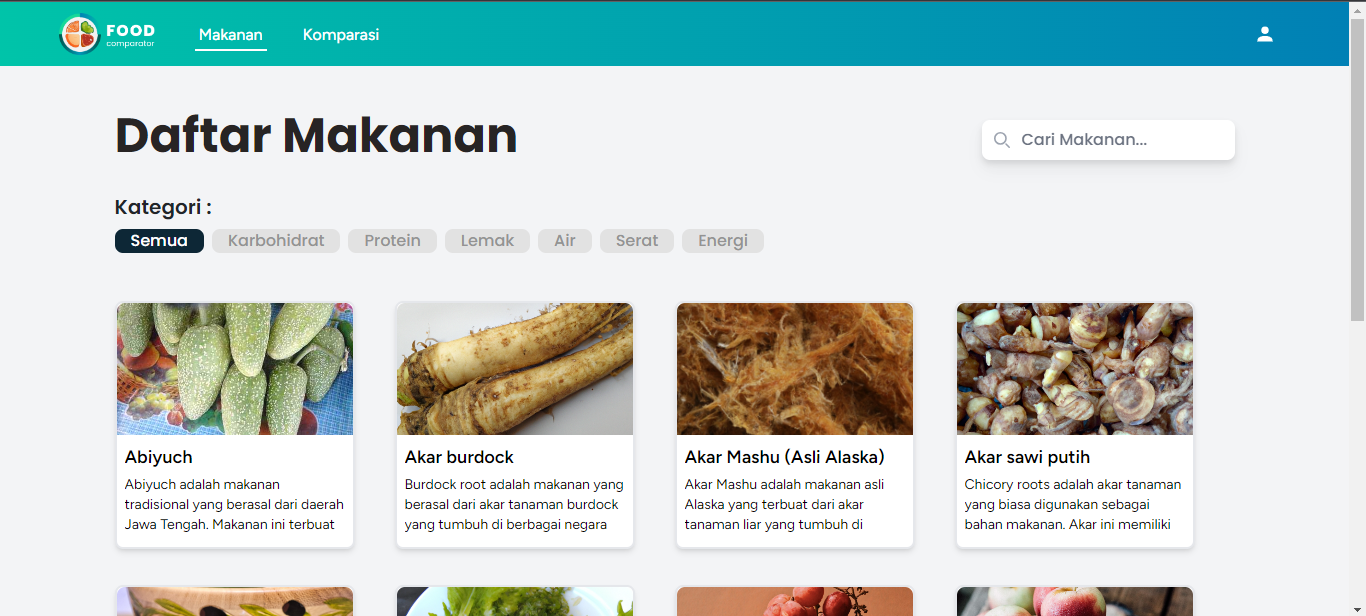 FOOD
comparator
Makanan
Komparasi
Daftar Makanan
Cari Makanan...
Kategori :
Semua
Karbohidrat
Protein
Lemak
Air
Serat
Energi
Abiyuch
Abiyuch adalah makanan
tradisional yang berasal dari daerah
Jawa Tengah. Makanan ini terbuat
Akar burdock
Burdock root adalah makanan yang
berasal dari akar tanaman burdock
yang tumbuh di berbagai negara
Akar Mashu (Asli Alaska)
Akar Mashu adalah makanan asli
Alaska yang terbuat dari akar
tanaman liar yang tumbuh di
Akar sawi putih
Chicory roots adalah akar tanaman
yang biasa digunakan sebagai
bahan makanan. Akar ini memiliki